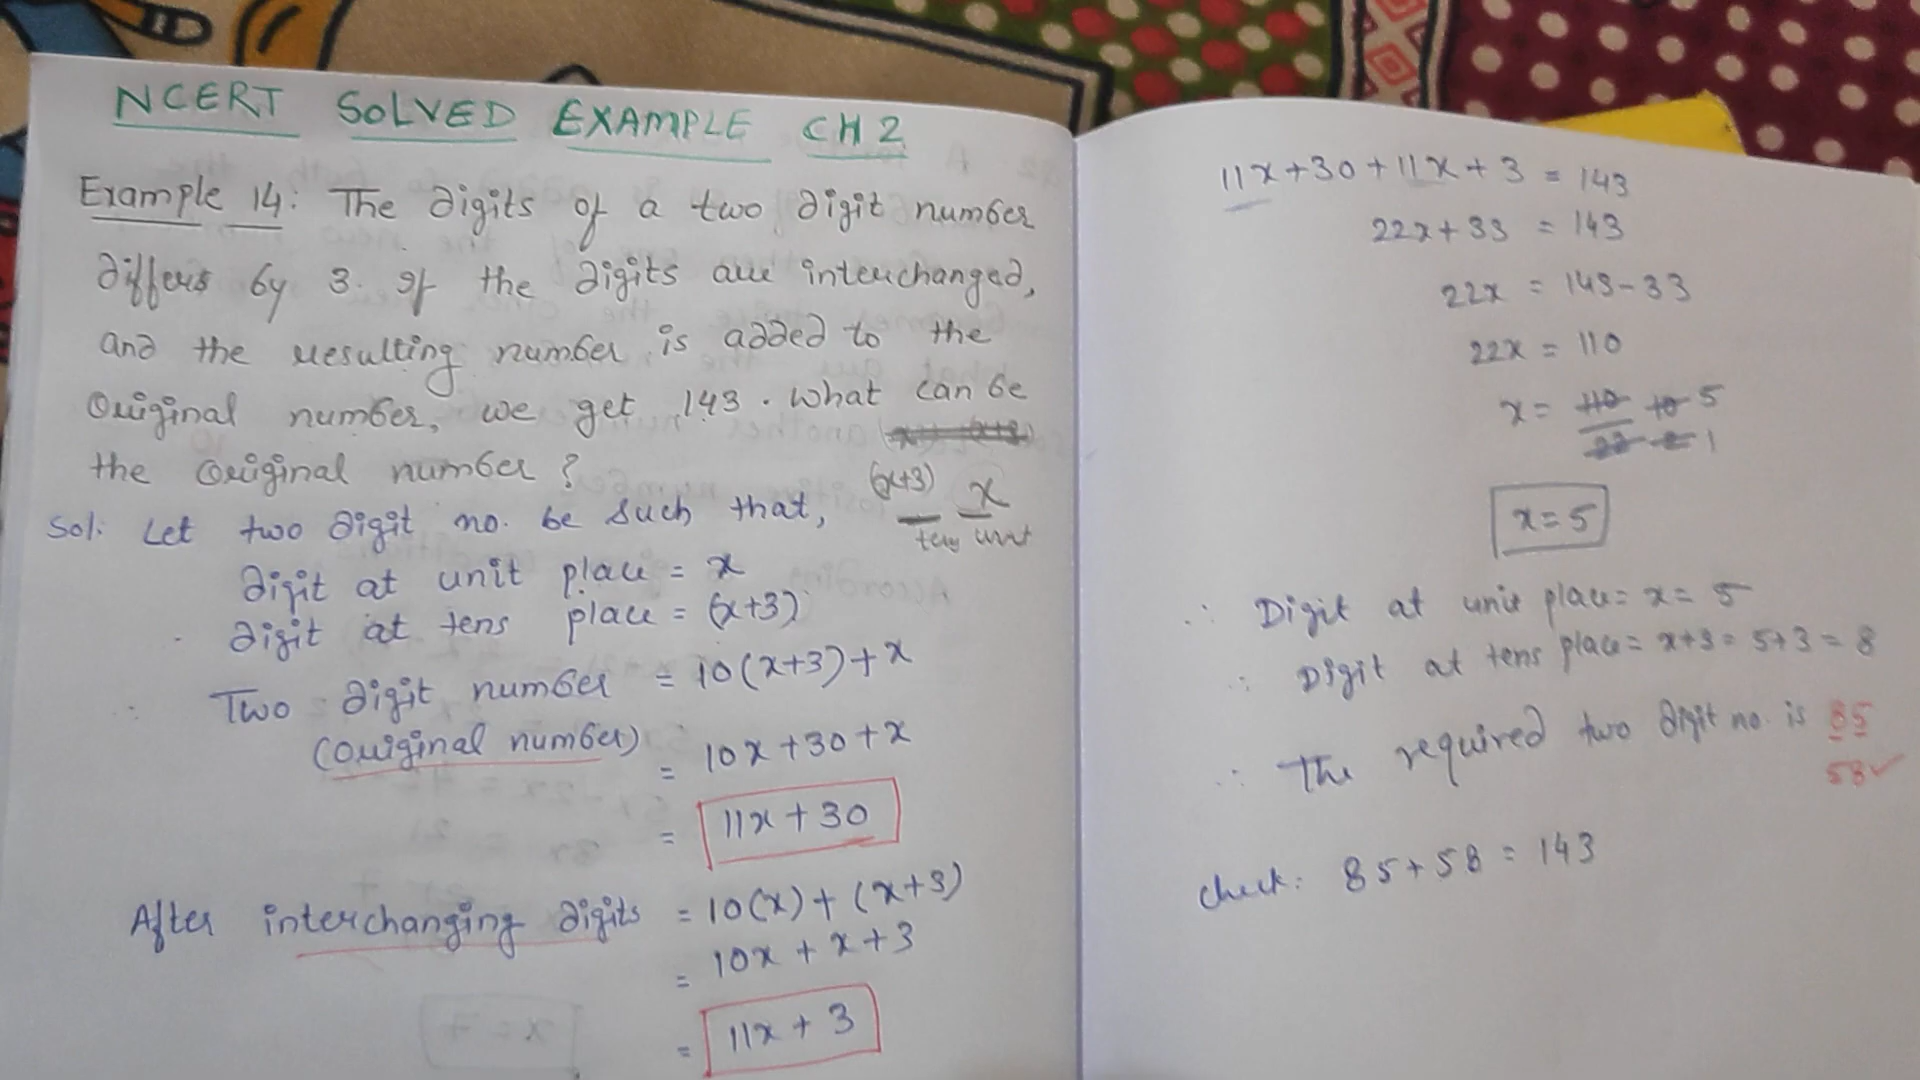 NCERT SOLVED EXAMPLE CH 2
Example 14: The digits of a two digit number
differs by 3. If the digits are interchanged,
and the resulting number is added to the
Original number, we get 143. What can be
the Original number?
(x+3) x
tens unit
Sol: Let two digit no. be such that,
digit at unit place = x
digit at tens place = (x+3)
∴ Two digit number = 10(x+3)+x
(Original number) = 10x+30+x
= 11x+30
After interchanging digits = 10(x)+(x+3)
= 10x + x+3
= 11x + 3
11x+30+11x+3 = 143
22x+33 = 143
22x = 143-33
22x = 110
x = 110 10 5
22 2 1
x=5
∴ Digit at unit place = x = 5
∴ Digit at tens place = x+3 = 5+3 = 8
∴ The required two digit no. is 85
58✓
check: 85+58 = 143